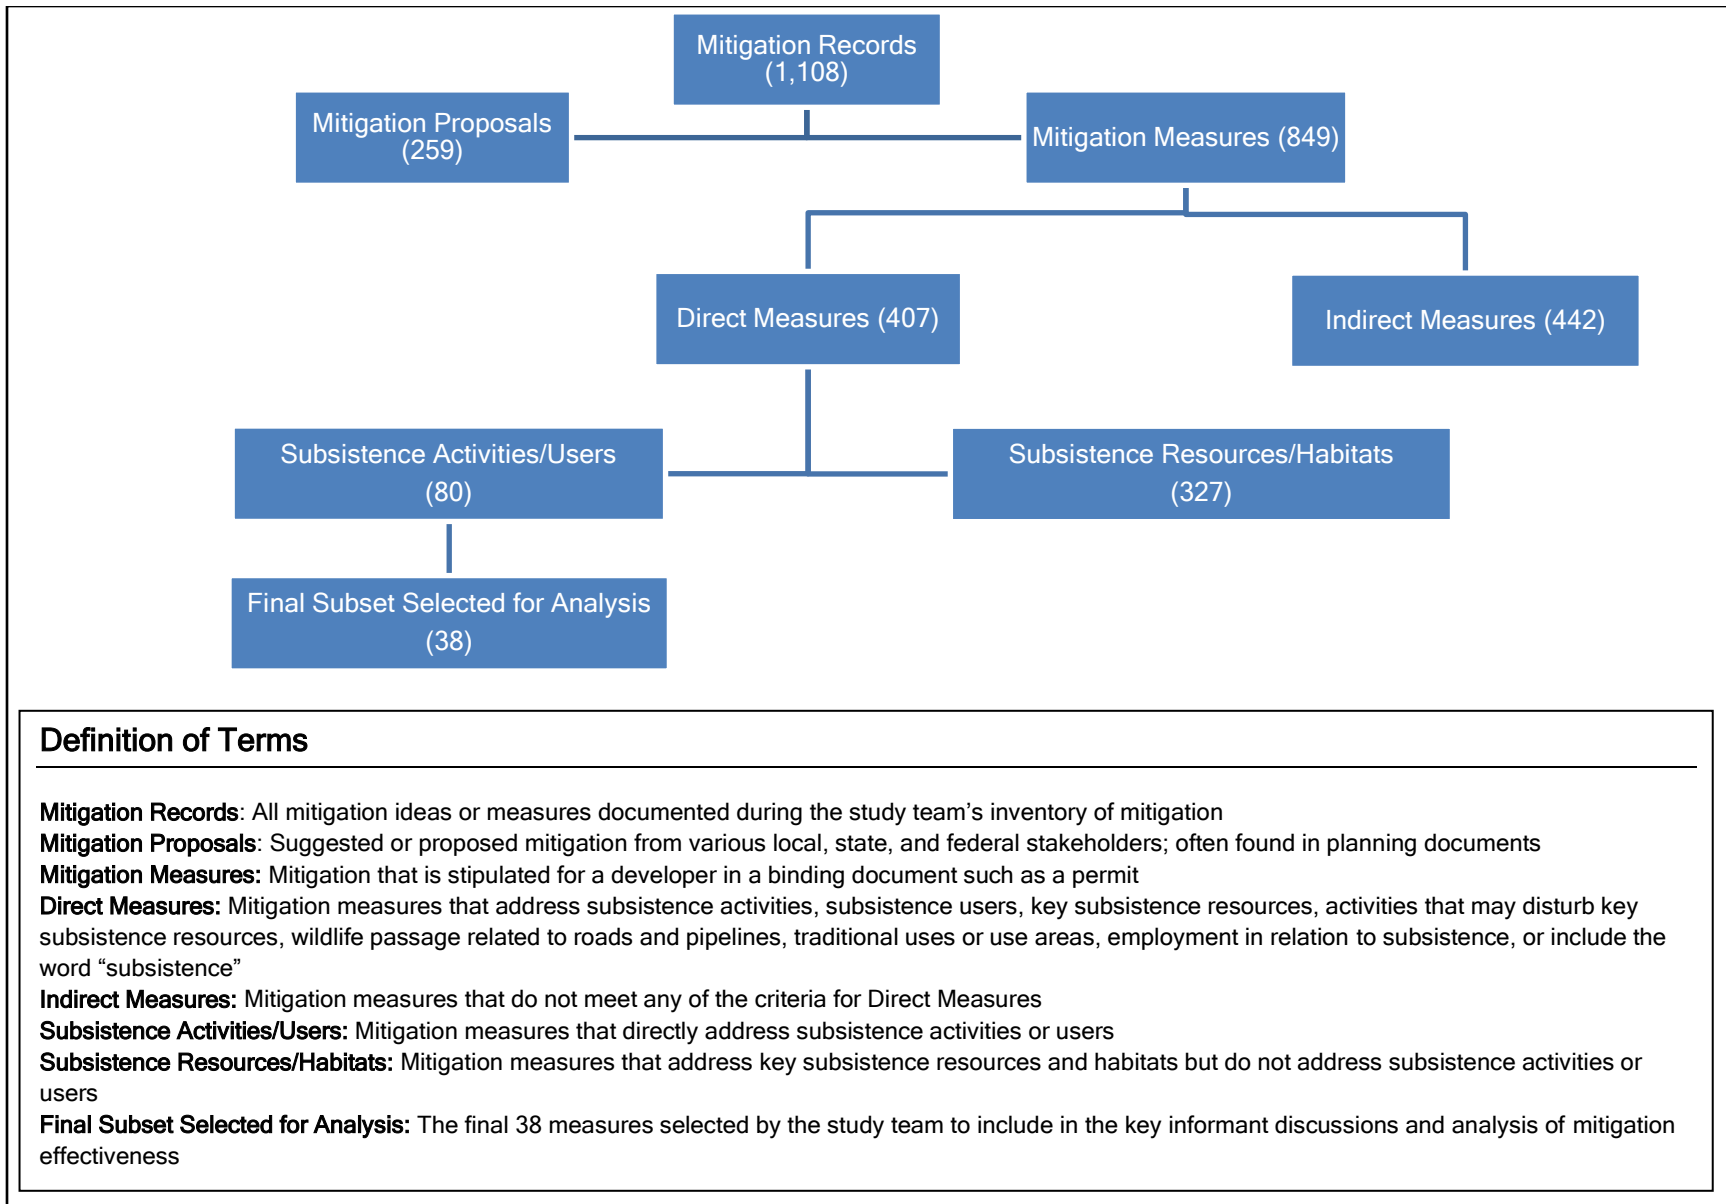 Mitigation Records
(1,108)
Mitigation Proposals
(259)
Mitigation Measures (849)
Direct Measures (407)
Indirect Measures (442)
Subsistence Activities/Users
(80)
Subsistence Resources/Habitats
(327)
Final Subset Selected for Analysis
(38)
Definition of Terms
Mitigation Records: All mitigation ideas or measures documented during the study team’s inventory of mitigation
Mitigation Proposals: Suggested or proposed mitigation from various local, state, and federal stakeholders; often found in planning documents
Mitigation Measures: Mitigation that is stipulated for a developer in a binding document such as a permit
Direct Measures: Mitigation measures that address subsistence activities, subsistence users, key subsistence resources, activities that may disturb key
subsistence resources, wildlife passage related to roads and pipelines, traditional uses or use areas, employment in relation to subsistence, or include the
word “subsistence”
Indirect Measures: Mitigation measures that do not meet any of the criteria for Direct Measures
Subsistence Activities/Users: Mitigation measures that directly address subsistence activities or users
Subsistence Resources/Habitats: Mitigation measures that address key subsistence resources and habitats but do not address subsistence activities or
users
Final Subset Selected for Analysis: The final 38 measures selected by the study team to include in the key informant discussions and analysis of mitigation
effectiveness